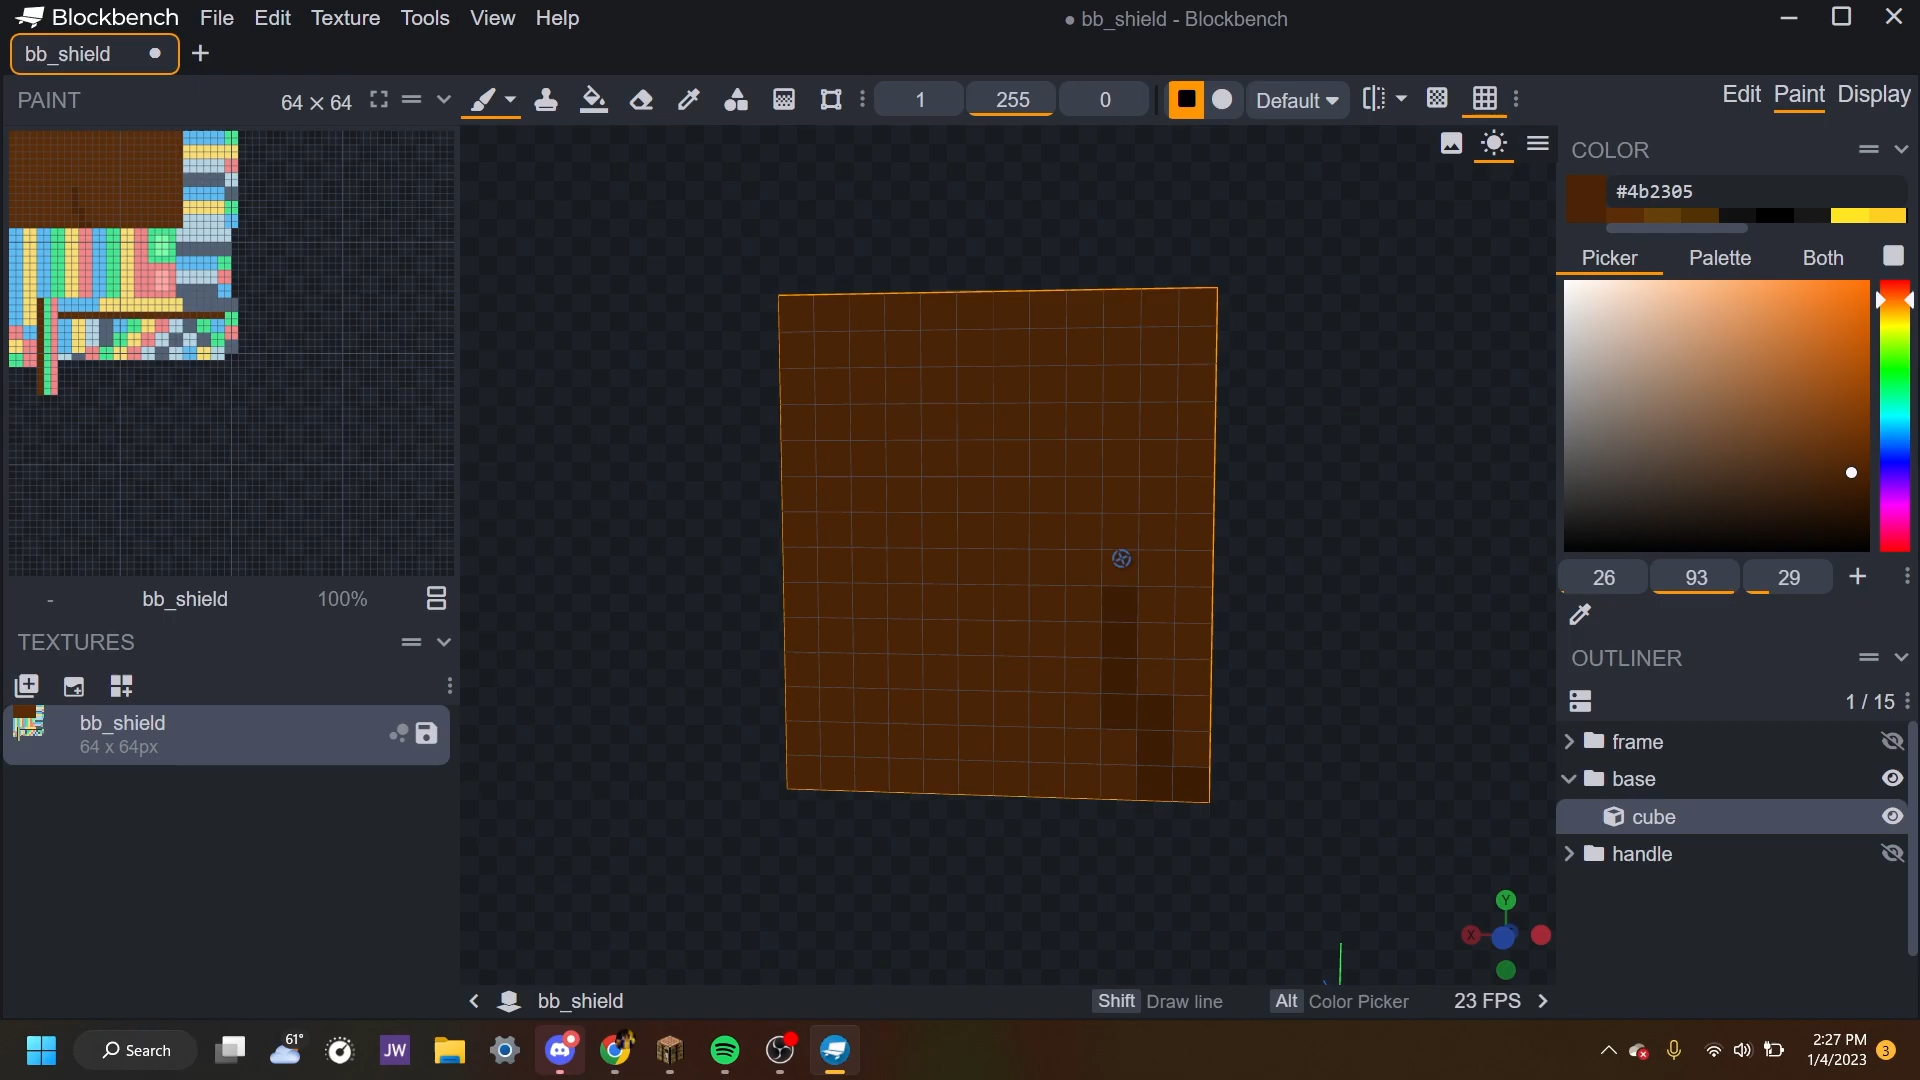 Blockbench File Edit Texture Tools View Help
● bb_shield - Blockbench
bb_shield
PAINT
64 × 64
1
255
0
Default
Edit Paint Display
COLOR
#4b2305
Picker Palette Both
- bb_shield 100%
26 93 29
TEXTURES
bb_shield
64 x 64px
OUTLINER
1 / 15
frame
base
cube
handle
Y
X
bb_shield
Shift Draw line
Alt Color Picker
23 FPS
Search
61°
JW
2:27 PM
1/4/2023
3